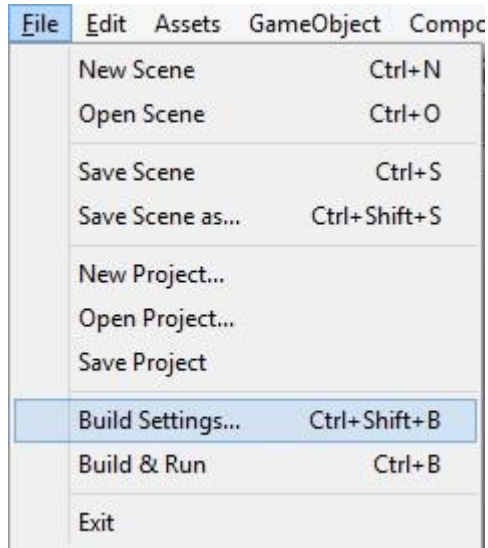 File Edit Assets GameObject Compo
New Scene Ctrl+N
Open Scene Ctrl+O
Save Scene Ctrl+S
Save Scene as... Ctrl+Shift+S
New Project...
Open Project...
Save Project
Build Settings... Ctrl+Shift+B
Build & Run Ctrl+B
Exit